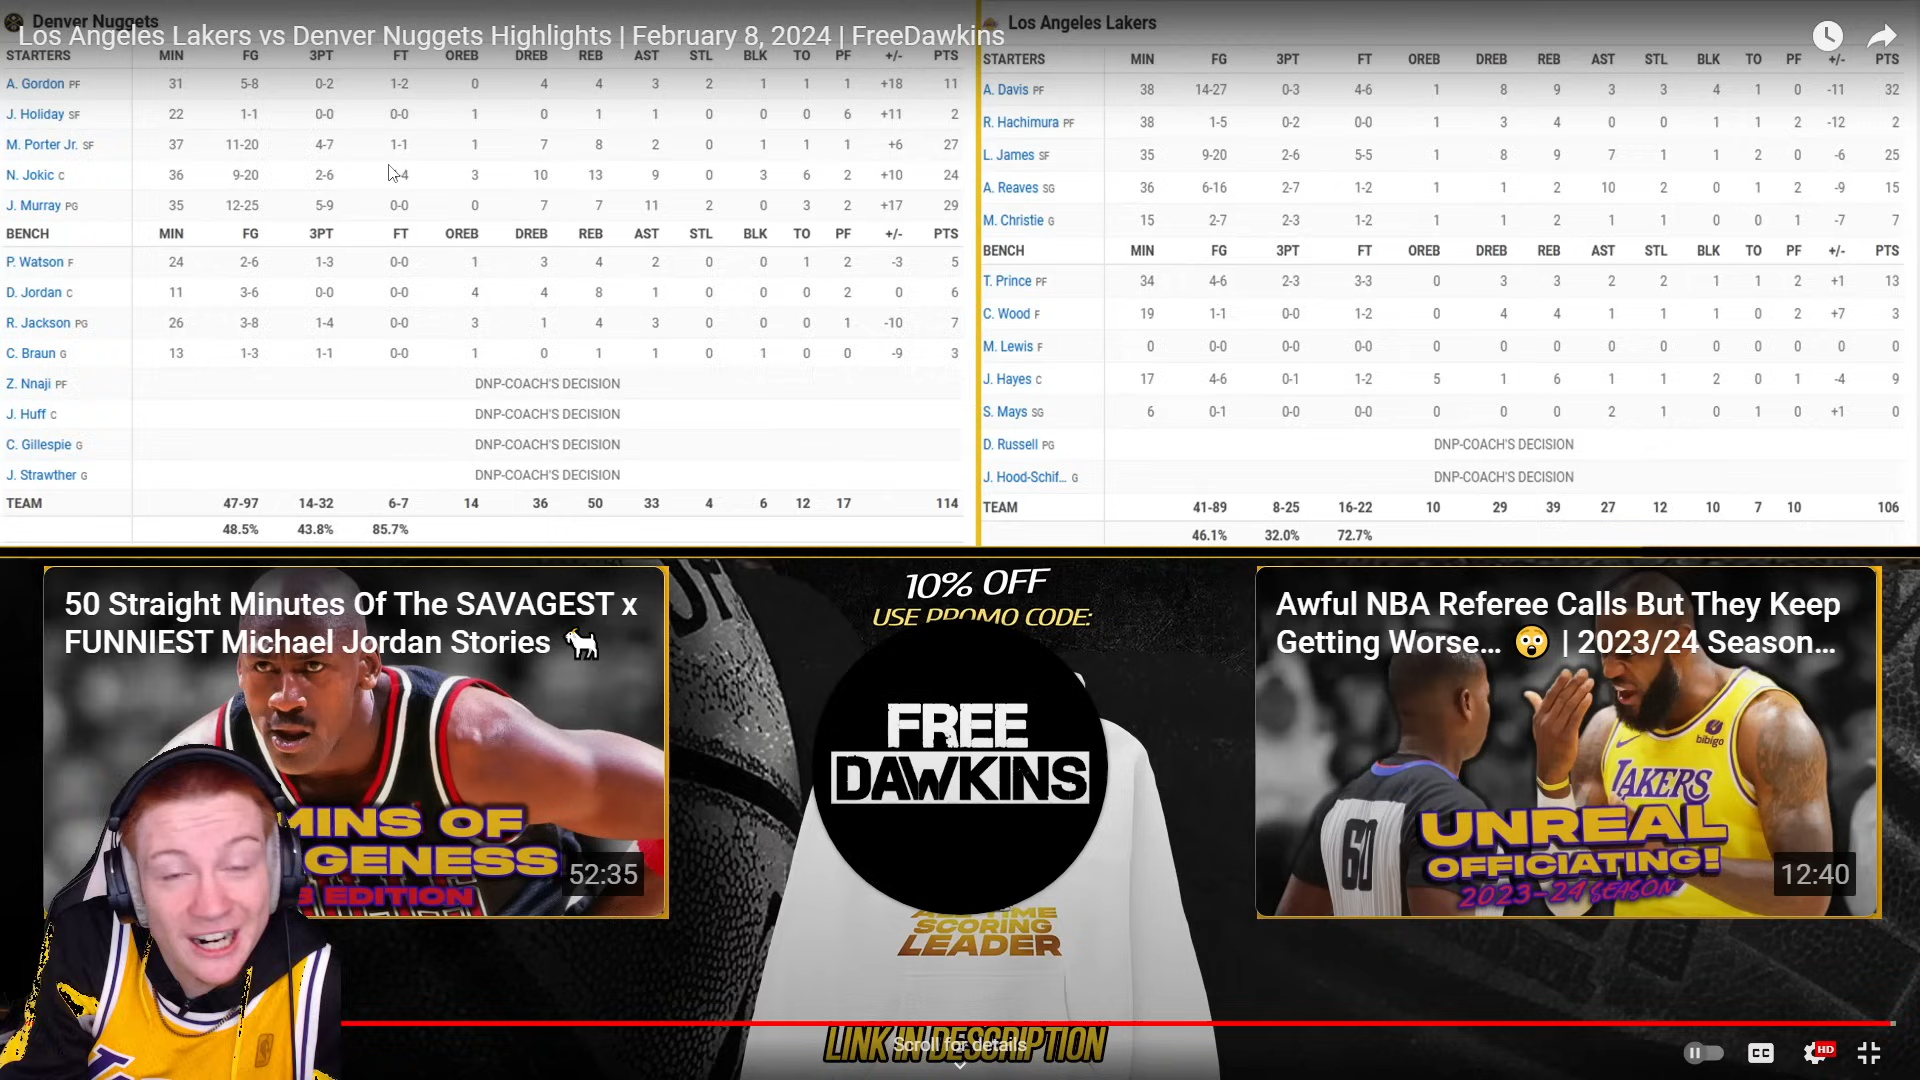 Denver Nuggets
Los Angeles Lakers vs Denver Nuggets Highlights | February 8, 2024 | FreeDawkins
STARTERS MIN FG 3PT FT OREB DREB REB AST STL BLK TO PF +/- PTS
A. Gordon PF 31 5-8 0-2 1-2 0 4 4 3 2 1 1 1 +18 11
J. Holiday SF 22 1-1 0-0 0-0 1 0 1 1 0 0 0 6 +11 2
M. Porter Jr. SF 37 11-20 4-7 1-1 1 7 8 2 0 1 1 1 +6 27
N. Jokic C 36 9-20 2-6 -4 3 10 13 9 0 3 6 2 +10 24
J. Murray PG 35 12-25 5-9 0-0 0 7 7 11 2 0 3 2 +17 29
BENCH MIN FG 3PT FT OREB DREB REB AST STL BLK TO PF +/- PTS
P. Watson F 24 2-6 1-3 0-0 1 3 4 2 0 0 1 2 -3 5
D. Jordan C 11 3-6 0-0 0-0 4 4 8 1 0 0 0 2 0 6
R. Jackson PG 26 3-8 1-4 0-0 3 1 4 3 0 0 0 1 -10 7
C. Braun G 13 1-3 1-1 0-0 1 0 1 1 0 1 0 0 -9 3
Z. Nnaji PF DNP-COACH'S DECISION
J. Huff C DNP-COACH'S DECISION
C. Gillespie G DNP-COACH'S DECISION
J. Strawther G DNP-COACH'S DECISION
TEAM 47-97 14-32 6-7 14 36 50 33 4 6 12 17 114
48.5% 43.8% 85.7%
Los Angeles Lakers
STARTERS MIN FG 3PT FT OREB DREB REB AST STL BLK TO PF +/- PTS
A. Davis PF 38 14-27 0-3 4-6 1 8 9 3 3 4 1 0 -11 32
R. Hachimura PF 38 1-5 0-2 0-0 1 3 4 0 0 1 1 2 -12 2
L. James SF 35 9-20 2-6 5-5 1 8 9 7 1 1 2 0 -6 25
A. Reaves SG 36 6-16 2-7 1-2 1 1 2 10 2 0 1 2 -9 15
M. Christie G 15 2-7 2-3 1-2 1 1 2 1 1 0 0 1 -7 7
BENCH MIN FG 3PT FT OREB DREB REB AST STL BLK TO PF +/- PTS
T. Prince PF 34 4-6 2-3 3-3 0 3 3 2 2 1 1 2 +1 13
C. Wood F 19 1-1 0-0 1-2 0 4 4 1 1 1 0 2 +7 3
M. Lewis F 0 0-0 0-0 0-0 0 0 0 0 0 0 0 0 0 0
J. Hayes C 17 4-6 0-1 1-2 5 1 6 1 1 2 0 1 -4 9
S. Mays SG 6 0-1 0-0 0-0 0 0 0 2 1 0 1 0 +1 0
D. Russell PG DNP-COACH'S DECISION
J. Hood-Schif... G DNP-COACH'S DECISION
TEAM 41-89 8-25 16-22 10 29 39 27 12 10 7 10 106
46.1% 32.0% 72.7%
50 Straight Minutes Of The SAVAGEST x
FUNNIEST Michael Jordan Stories 🐐
MINS OF
GENESS
EDITION
52:35
10% OFF
USE PROMO CODE:
FREE
DAWKINS
ALL TIME
SCORING
LEADER
LINK IN DESCRIPTION
Scroll for details
Awful NBA Referee Calls But They Keep
Getting Worse... 😲 | 2023/24 Season...
bibigo
LAKERS
60
UNREAL
OFFICIATING!
2023-24 SEASON
12:40
CC
HD